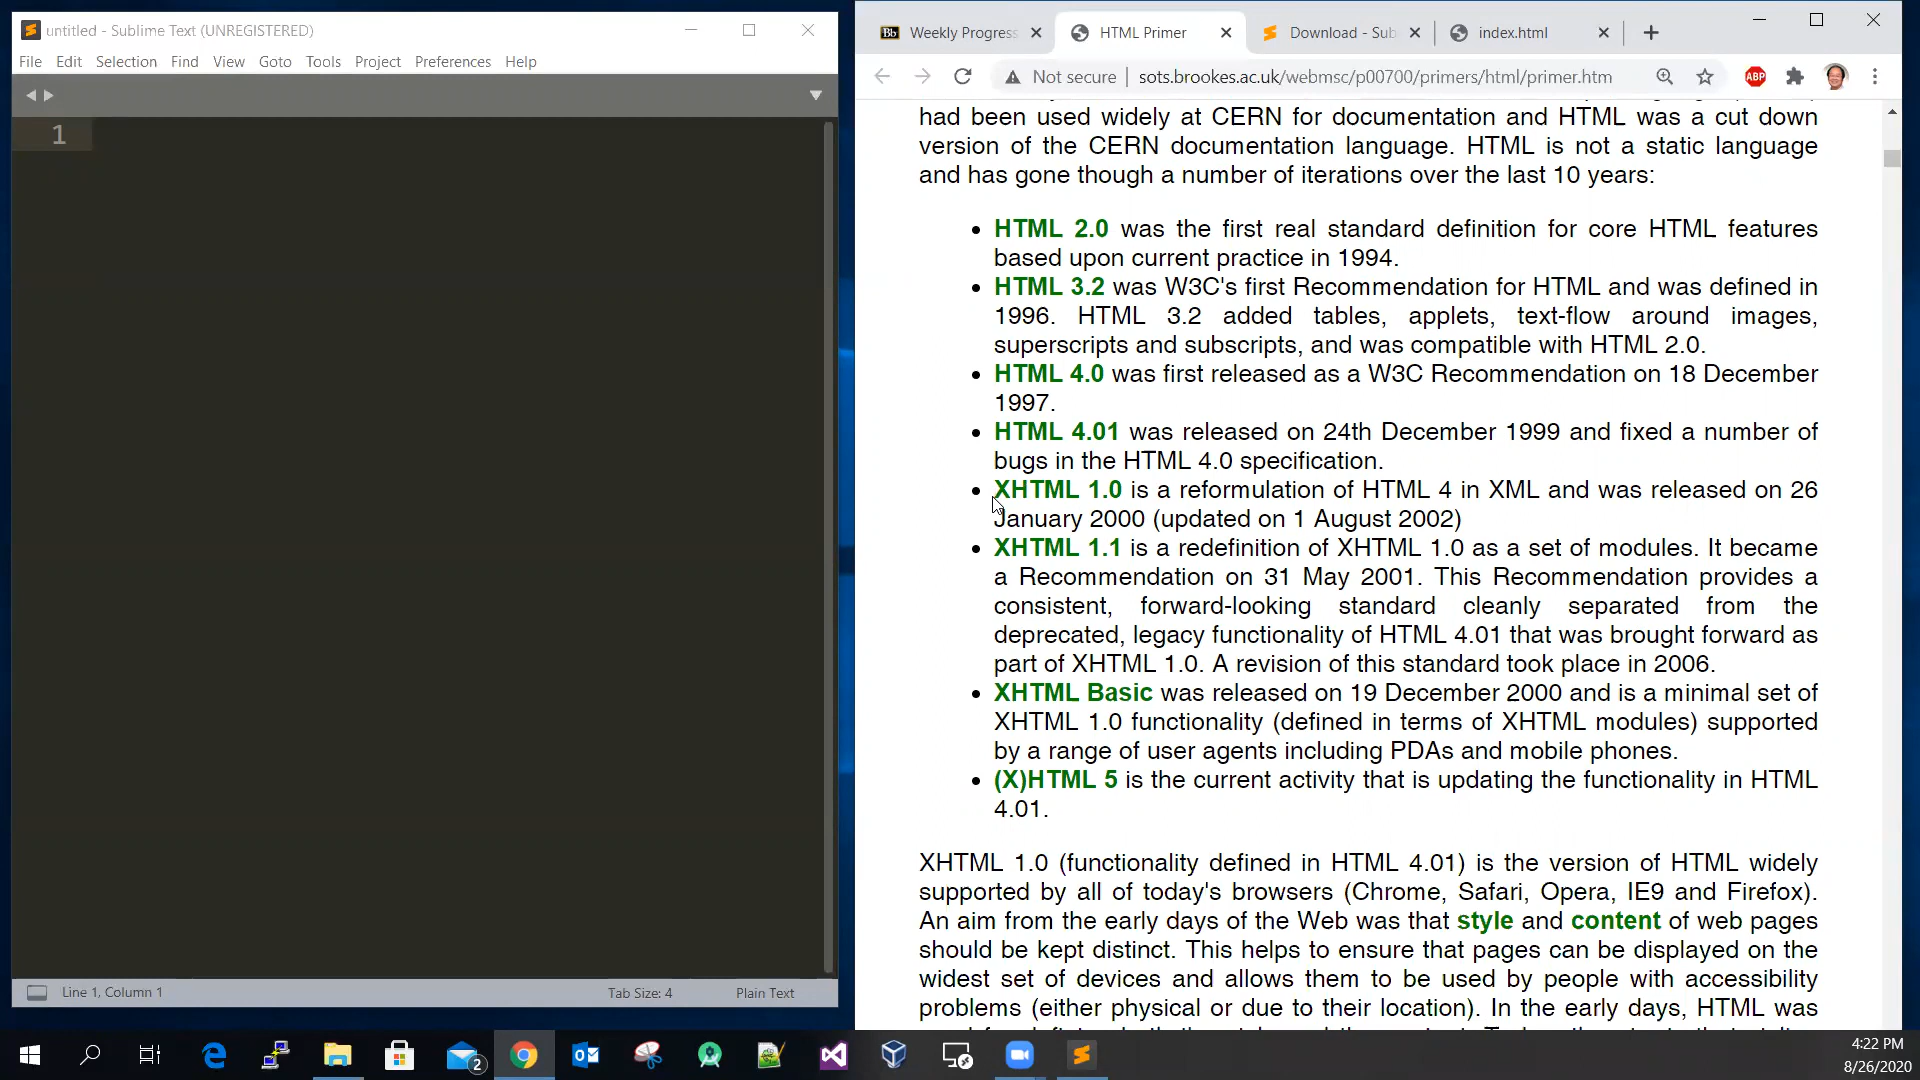 untitled - Sublime Text (UNREGISTERED)
File Edit Selection Find View Goto Tools Project Preferences Help
1
Line 1, Column 1
Tab Size: 4
Plain Text
Weekly Progress
HTML Primer
Download - Sub
index.html
Not secure
sots.brookes.ac.uk/webmsc/p00700/primers/html/primer.htm
ABP
had been used widely at CERN for documentation and HTML was a cut down
version of the CERN documentation language. HTML is not a static language
and has gone though a number of iterations over the last 10 years:
• HTML 2.0 was the first real standard definition for core HTML features
based upon current practice in 1994.
• HTML 3.2 was W3C's first Recommendation for HTML and was defined in
1996. HTML 3.2 added tables, applets, text-flow around images,
superscripts and subscripts, and was compatible with HTML 2.0.
• HTML 4.0 was first released as a W3C Recommendation on 18 December
1997.
• HTML 4.01 was released on 24th December 1999 and fixed a number of
bugs in the HTML 4.0 specification.
• XHTML 1.0 is a reformulation of HTML 4 in XML and was released on 26
January 2000 (updated on 1 August 2002)
• XHTML 1.1 is a redefinition of XHTML 1.0 as a set of modules. It became
a Recommendation on 31 May 2001. This Recommendation provides a
consistent, forward-looking standard cleanly separated from the
deprecated, legacy functionality of HTML 4.01 that was brought forward as
part of XHTML 1.0. A revision of this standard took place in 2006.
• XHTML Basic was released on 19 December 2000 and is a minimal set of
XHTML 1.0 functionality (defined in terms of XHTML modules) supported
by a range of user agents including PDAs and mobile phones.
• (X)HTML 5 is the current activity that is updating the functionality in HTML
4.01.
XHTML 1.0 (functionality defined in HTML 4.01) is the version of HTML widely
supported by all of today's browsers (Chrome, Safari, Opera, IE9 and Firefox).
An aim from the early days of the Web was that style and content of web pages
should be kept distinct. This helps to ensure that pages can be displayed on the
widest set of devices and allows them to be used by people with accessibility
problems (either physical or due to their location). In the early days, HTML was
2
4:22 PM
8/26/2020